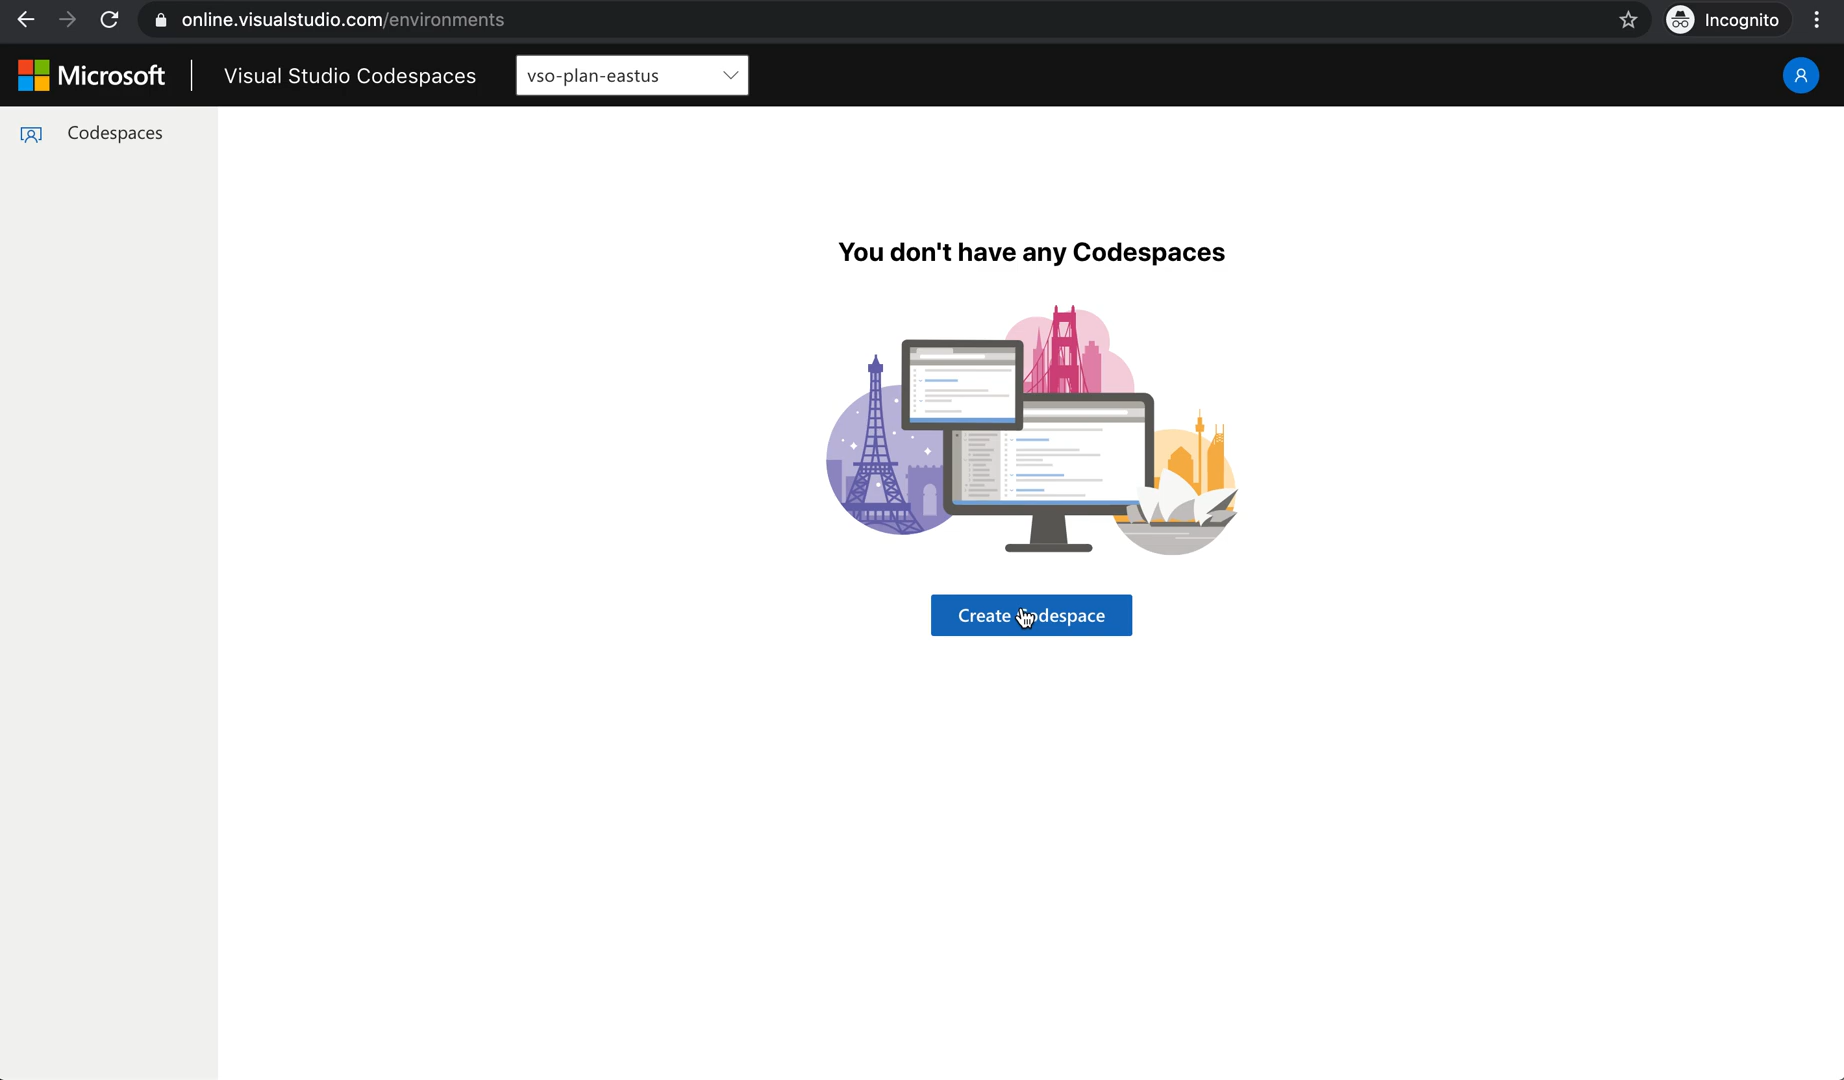 online.visualstudio.com/environments
Incognito
Microsoft
Visual Studio Codespaces
vso-plan-eastus
Codespaces
You don't have any Codespaces
Create Codespace